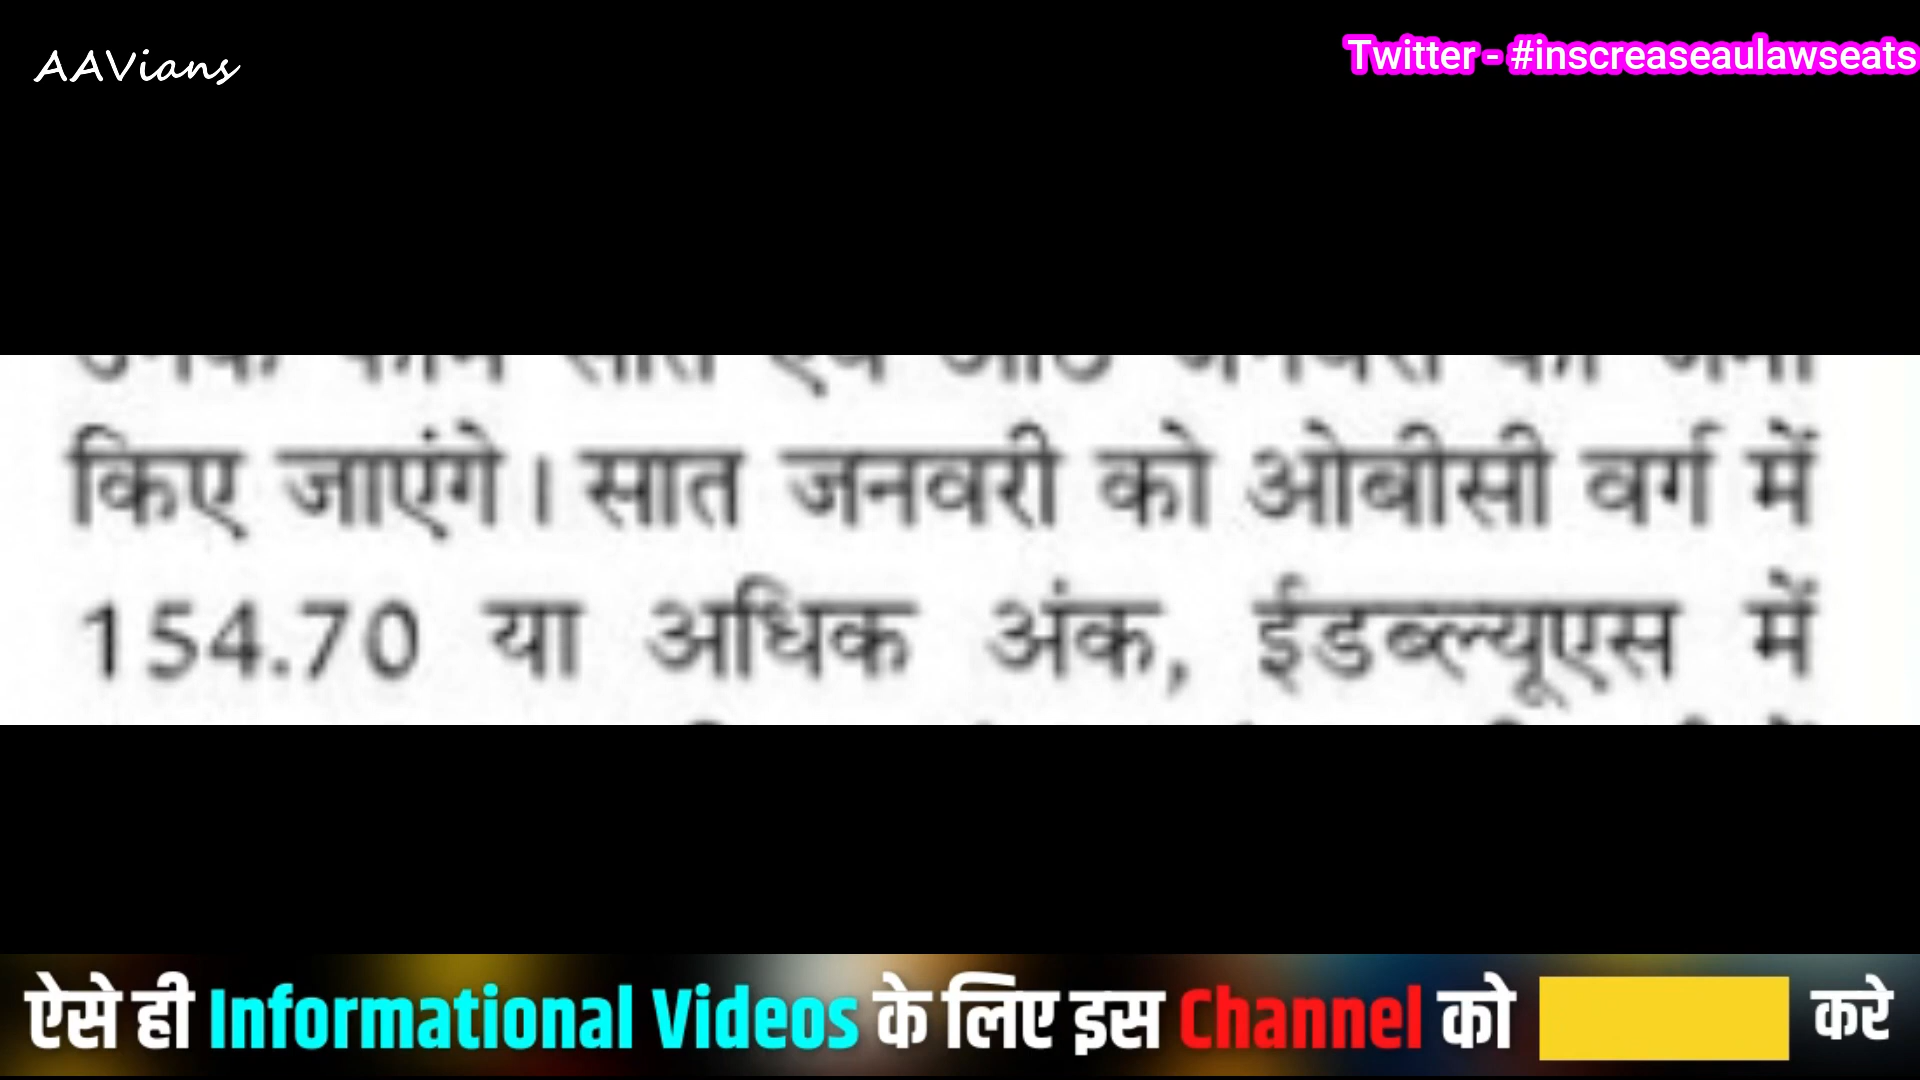 AAVians
Twitter - #inscreaseaulawseats
किए जाएंगे। सात जनवरी को ओबीसी वर्ग में
154.70 या अधिक अंक, ईडब्ल्यूएस में
ऐसे ही Informational Videos के लिए इस Channel को करे